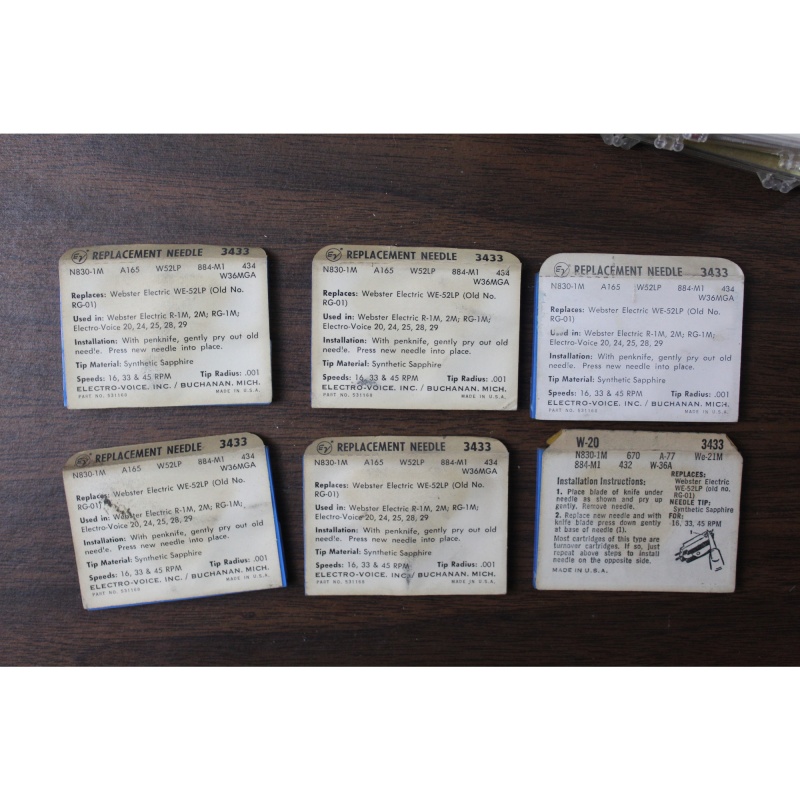 EV REPLACEMENT NEEDLE 3433
N830-1M A165 W52LP 884-M1 434
W36MGA
Replaces: Webster Electric WE-52LP (Old No.
RG-01)
Used in: Webster Electric R-1M, 2M; RG-1M;
Electro-Voice 20, 24, 25, 28, 29
Installation: With penknife, gently pry out old
needle. Press new needle into place.
Tip Material: Synthetic Sapphire
Speeds: 16, 33 & 45 RPM Tip Radius: .001
ELECTRO-VOICE, INC. / BUCHANAN, MICH.
PART NO. 531166 MADE IN U.S.A.
EV REPLACEMENT NEEDLE 3433
N830-1M A165 W52LP 884-M1 434
W36MGA
Replaces: Webster Electric WE-52LP (Old No.
RG-01)
Used in: Webster Electric R-1M, 2M; RG-1M;
Electro-Voice 20, 24, 25, 28, 29
Installation: With penknife, gently pry out old
needle. Press new needle into place.
Tip Material: Synthetic Sapphire
Speeds: 16, 33 & 45 RPM Tip Radius: .001
ELECTRO-VOICE, INC. / BUCHANAN, MICH.
PART NO. 531166 MADE IN U.S.A.
EV REPLACEMENT NEEDLE 3433
N830-1M A165 W52LP 884-M1 434
W36MGA
Replaces: Webster Electric WE-52LP (Old No.
RG-01)
Used in: Webster Electric R-1M, 2M; RG-1M;
Electro-Voice 20, 24, 25, 28, 29
Installation: With penknife, gently pry out old
needle. Press new needle into place.
Tip Material: Synthetic Sapphire
Speeds: 16, 33 & 45 RPM Tip Radius: .001
ELECTRO-VOICE, INC. / BUCHANAN, MICH.
PART NO. 531166 MADE IN U.S.A.
EV REPLACEMENT NEEDLE 3433
N830-1M A165 W52LP 884-M1 434
W36MGA
Replaces: Webster Electric WE-52LP (Old No.
RG-01)
Used in: Webster Electric R-1M, 2M; RG-1M;
Electro-Voice 20, 24, 25, 28, 29
Installation: With penknife, gently pry out old
needle. Press new needle into place.
Tip Material: Synthetic Sapphire
Speeds: 16, 33 & 45 RPM Tip Radius: .001
ELECTRO-VOICE, INC. / BUCHANAN, MICH.
PART NO. 531166 MADE IN U.S.A.
EV REPLACEMENT NEEDLE 3433
N830-1M A165 W52LP 884-M1 434
W36MGA
Replaces: Webster Electric WE-52LP (Old No.
RG-01)
Used in: Webster Electric R-1M, 2M; RG-1M;
Electro-Voice 20, 24, 25, 28, 29
Installation: With penknife, gently pry out old
needle. Press new needle into place.
Tip Material: Synthetic Sapphire
Speeds: 16, 33 & 45 RPM Tip Radius: .001
ELECTRO-VOICE, INC. / BUCHANAN, MICH.
PART NO. 531166 MADE IN U.S.A.
W-20 3433
N830-1M 670 A-77 We-21M
884-M1 432 W-36A
Installation Instructions:
1. Place blade of knife under
needle as shown and pry up
gently. Remove needle.
2. Replace new needle and with
knife blade press down gently
at base of needle (1).
Most cartridges of this type are
turnover cartridges. If so, just
repeat above steps to install
needle on the opposite side.
MADE IN U.S.A.
REPLACES:
Webster Electric
WE-52LP (old no.
RG-01)
NEEDLE TIP:
Synthetic Sapphire
FOR:
16, 33, 45 RPM
1